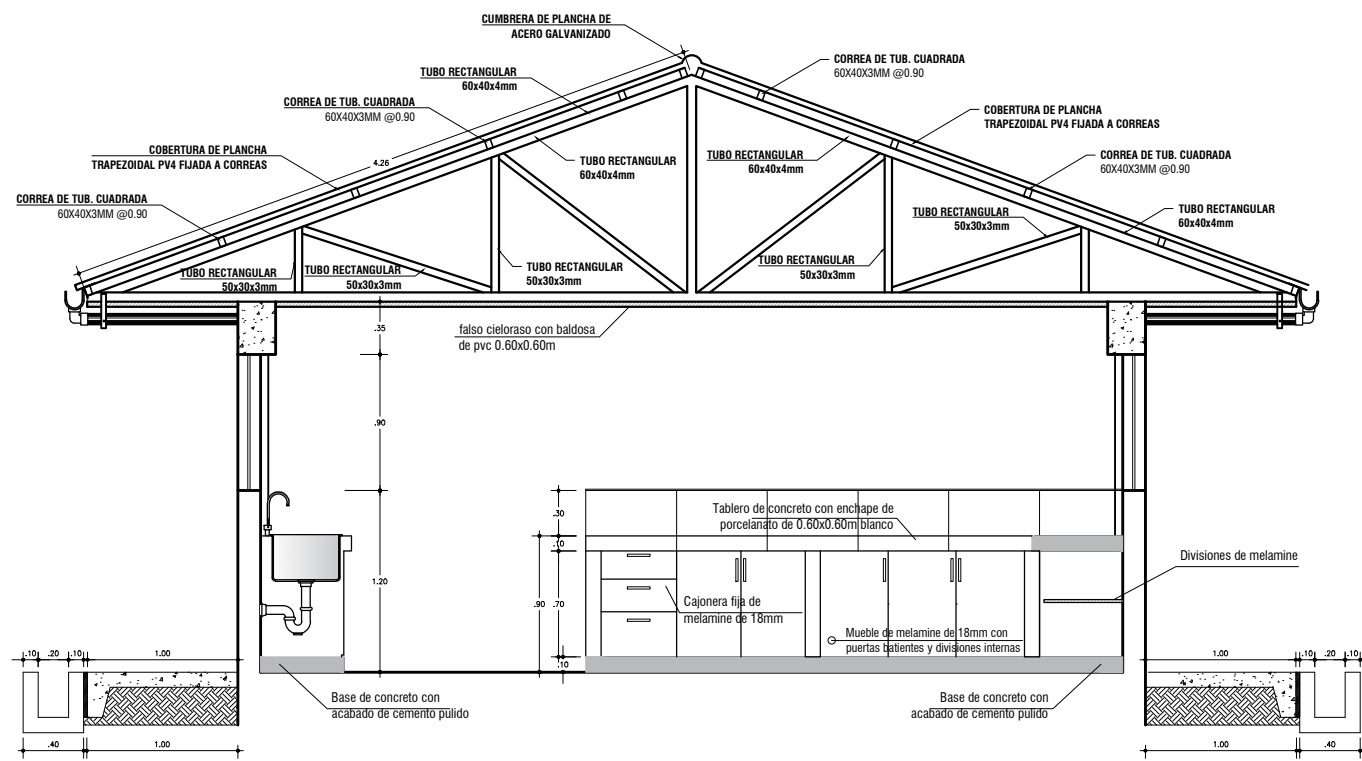 CUMBRERA DE PLANCHA DE
ACERO GALVANIZADO
TUBO RECTANGULAR
60x40x4mm
CORREA DE TUB. CUADRADA
60X40X3MM @0.90
CORREA DE TUB. CUADRADA
60X40X3MM @0.90
COBERTURA DE PLANCHA
TRAPEZOIDAL PV4 FIJADA A CORREAS
COBERTURA DE PLANCHA
TRAPEZOIDAL PV4 FIJADA A CORREAS
4.26
TUBO RECTANGULAR
60x40x4mm
TUBO RECTANGULAR
60x40x4mm
CORREA DE TUB. CUADRADA
60X40X3MM @0.90
CORREA DE TUB. CUADRADA
60X40X3MM @0.90
TUBO RECTANGULAR
50x30x3mm
TUBO RECTANGULAR
60x40x4mm
TUBO RECTANGULAR
50x30x3mm
TUBO RECTANGULAR
50x30x3mm
TUBO RECTANGULAR
50x30x3mm
TUBO RECTANGULAR
50x30x3mm
.35
falso cieloraso con baldosa
de pvc 0.60x0.60m
.90
1.20
.30
.10
.90
.70
.10
Tablero de concreto con enchape de
porcelanato de 0.60x0.60m blanco
Divisiones de melamine
Cajonera fija de
melamine de 18mm
Mueble de melamine de 18mm con
puertas batientes y divisiones internas
.10
.20
.10
1.00
1.00
.10
.20
.10
Base de concreto con
acabado de cemento pulido
Base de concreto con
acabado de cemento pulido
.40
1.00
1.00
.40